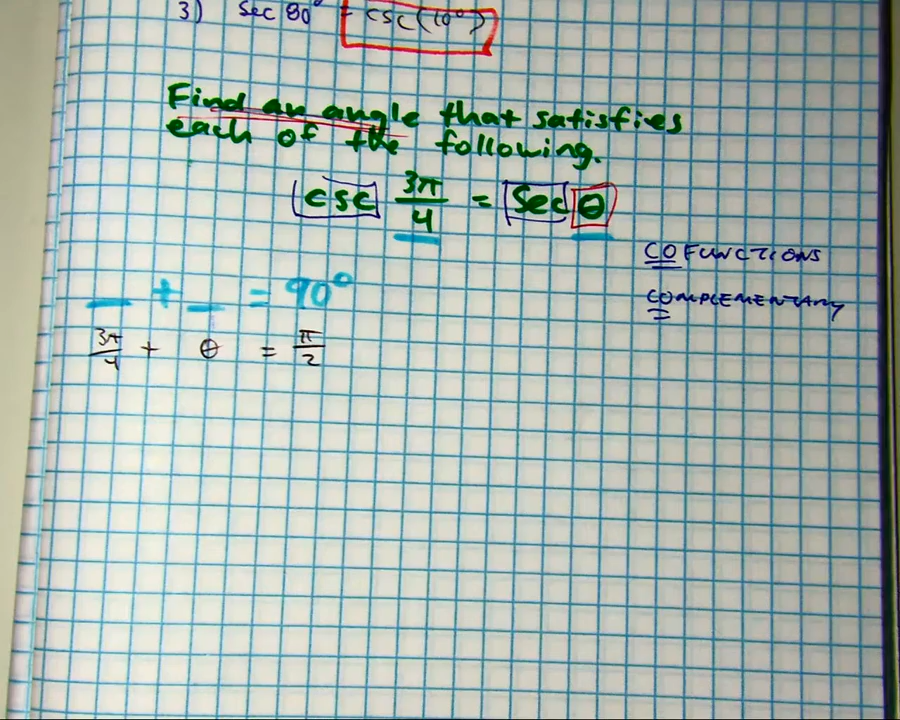 3) Sec 80° = csc(10°)
Find an angle that satisfies
each of the following.
csc 3π/4 = Sec θ
COFUNCTIONS
COMPLEMENTARY
_ + _ = 90°
3π/4 + θ = π/2